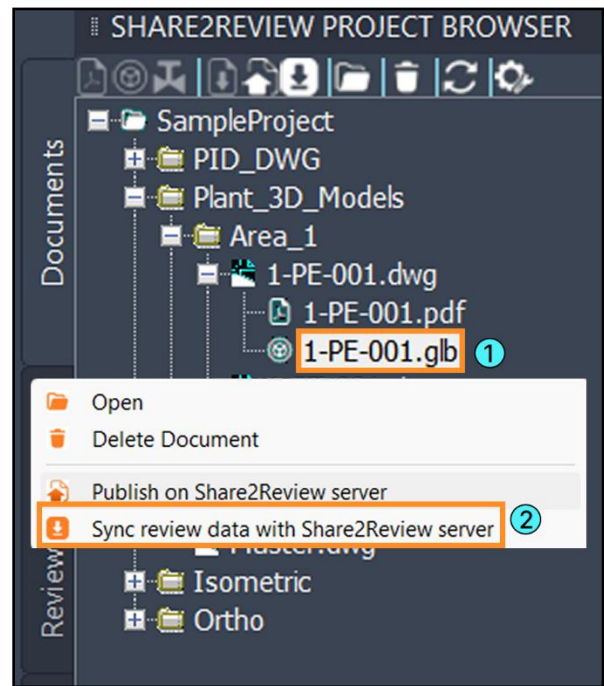 SHARE2REVIEW PROJECT BROWSER
Documents
SampleProject
PID_DWG
Plant_3D_Models
Area_1
1-PE-001.dwg
1-PE-001.pdf
1-PE-001.glb 1
Open
Delete Document
Publish on Share2Review server
Sync review data with Share2Review server 2
Master.dwg
Review
Isometric
Ortho